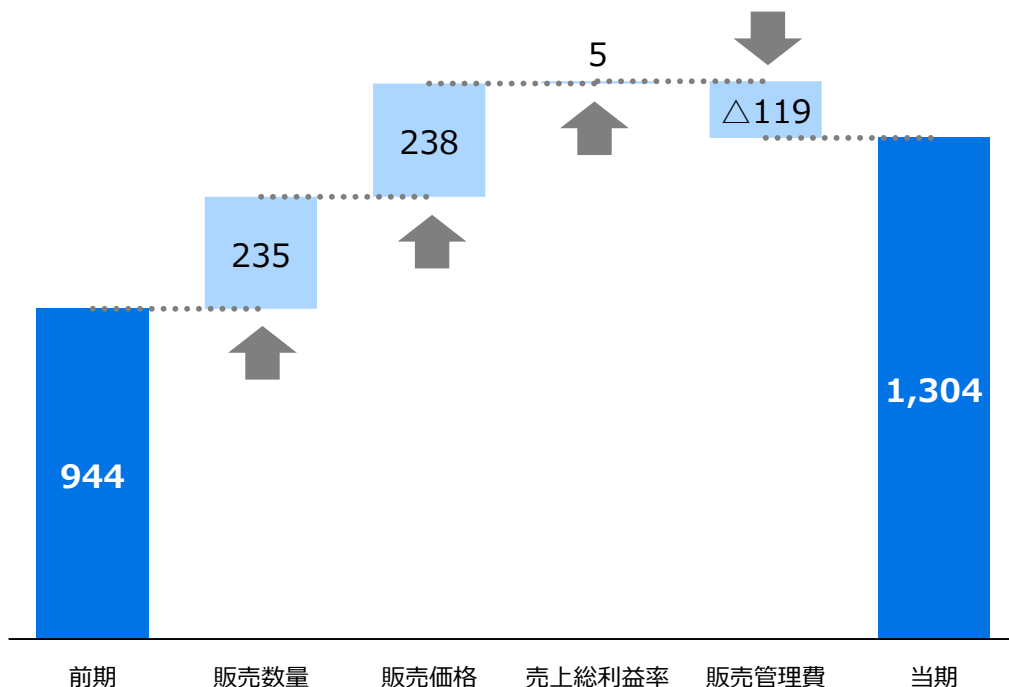 5
△119
238
235
1,304
944
前期
販売数量
販売価格
売上総利益率
販売管理費
当期